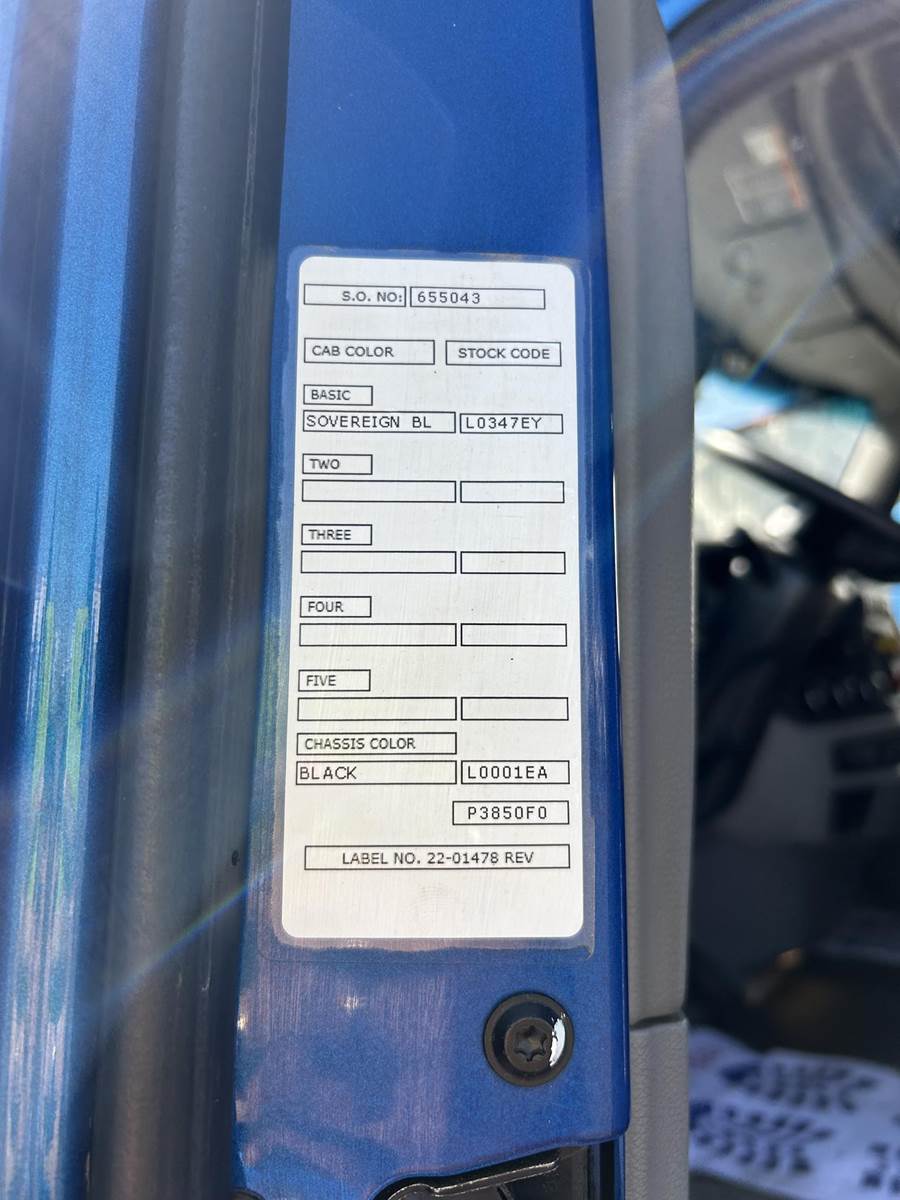 S.O. NO: 655043
CAB COLOR STOCK CODE
BASIC
SOVEREIGN BL L0347EY
TWO
THREE
FOUR
FIVE
CHASSIS COLOR
BLACK L0001EA
P3850F0
LABEL NO. 22-01478 REV